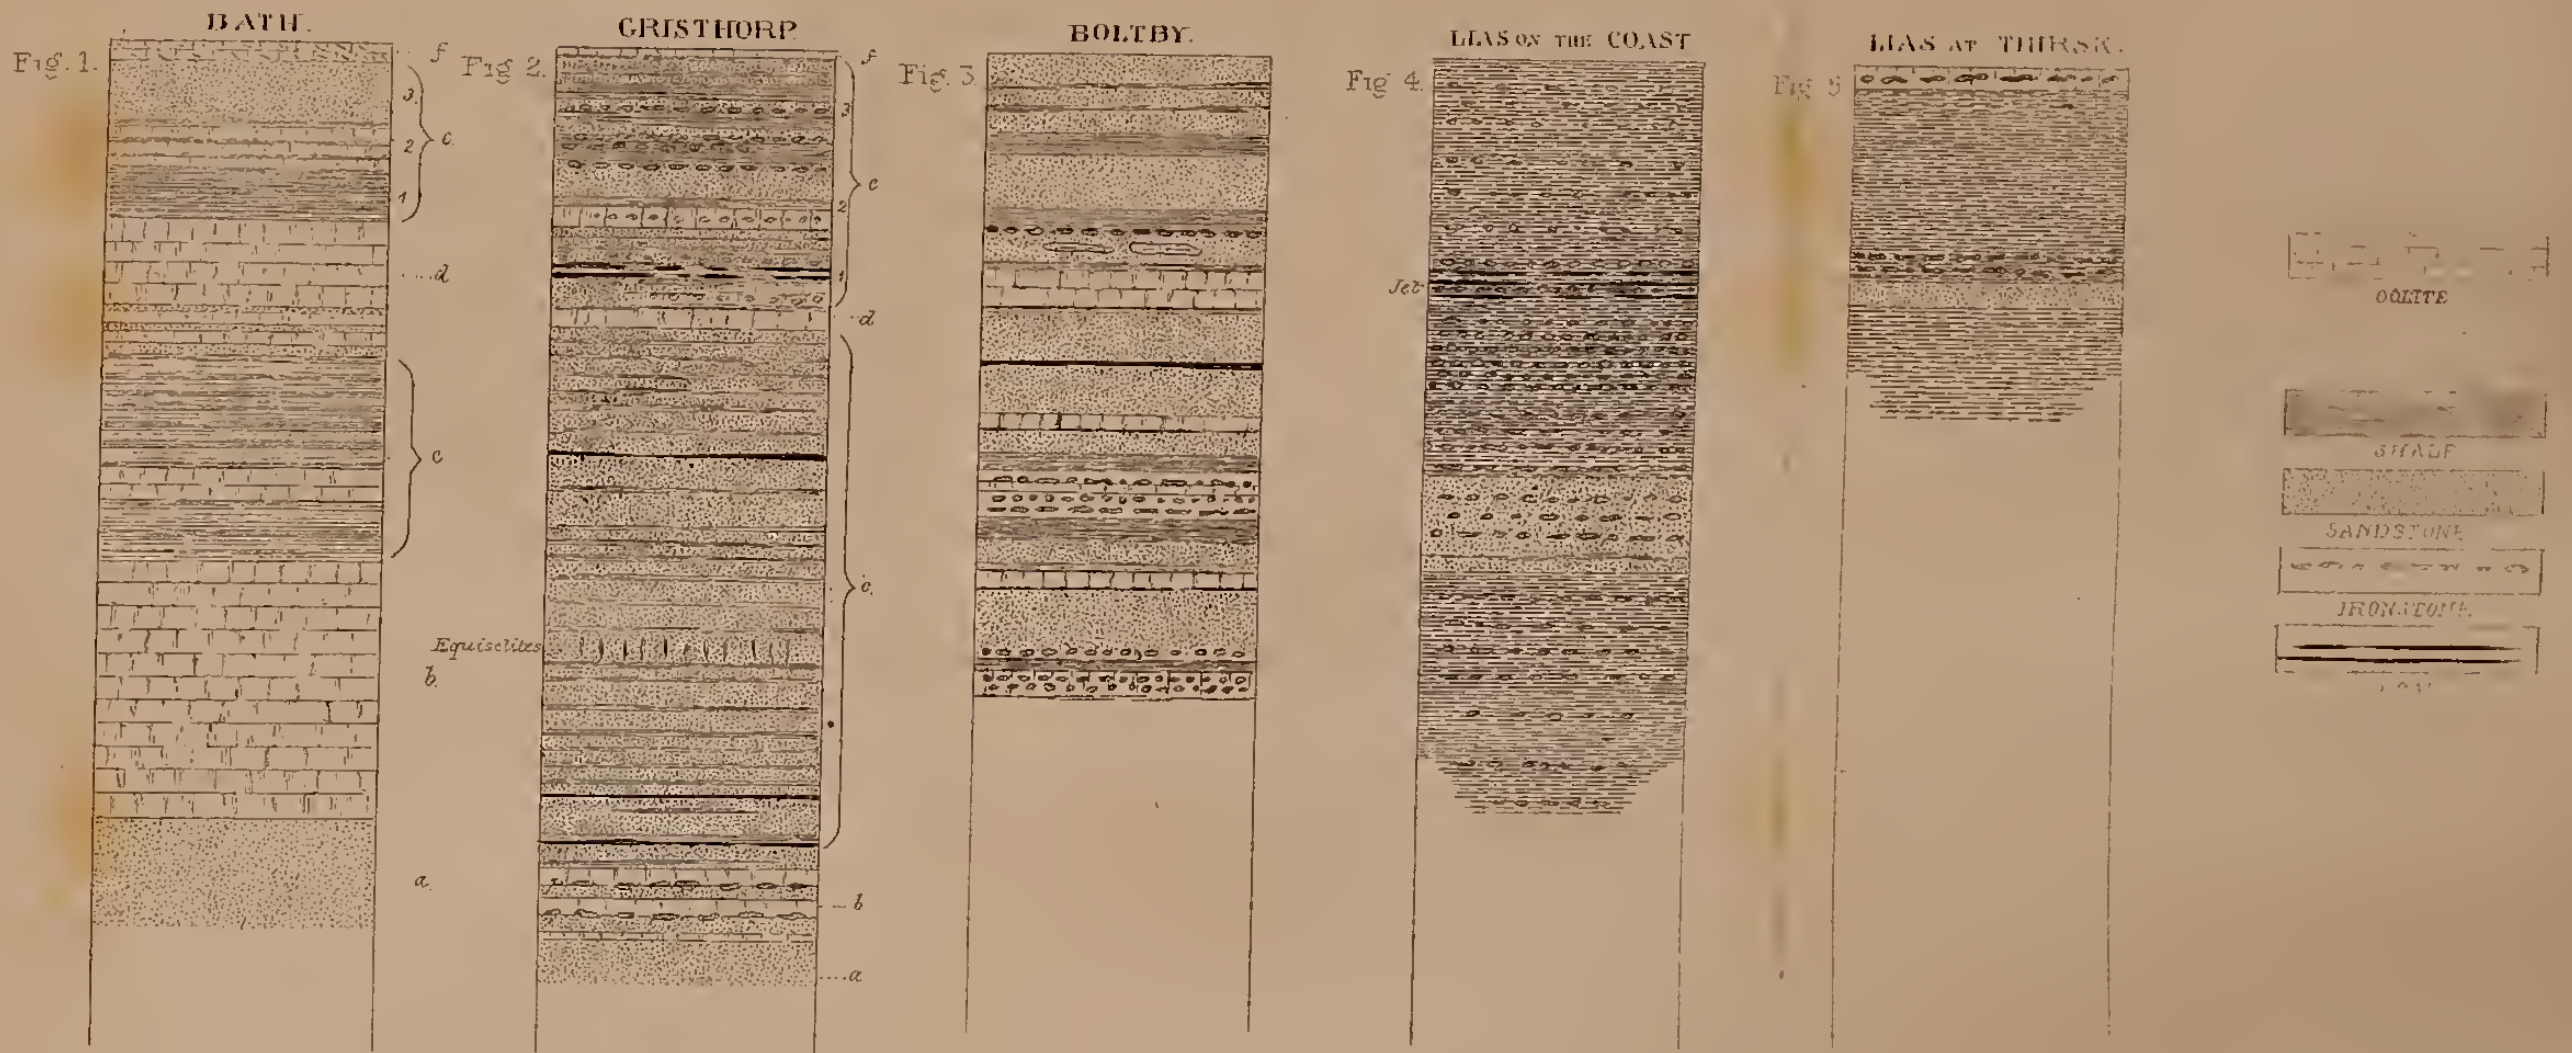 BATH.
Fig. 1.
f
3
2
1
e.
d
c
b.
a
GRISTHORP.
Fig 2.
f
3
2
1
e
d
c.
Equisetites
b
a
BOLTBY.
Fig. 3.
LIAS ON THE COAST
Fig 4.
Jet
LIAS AT THIRSK.
Fig 5
OOLITE
SHALE
SANDSTONE
IRONSTONE